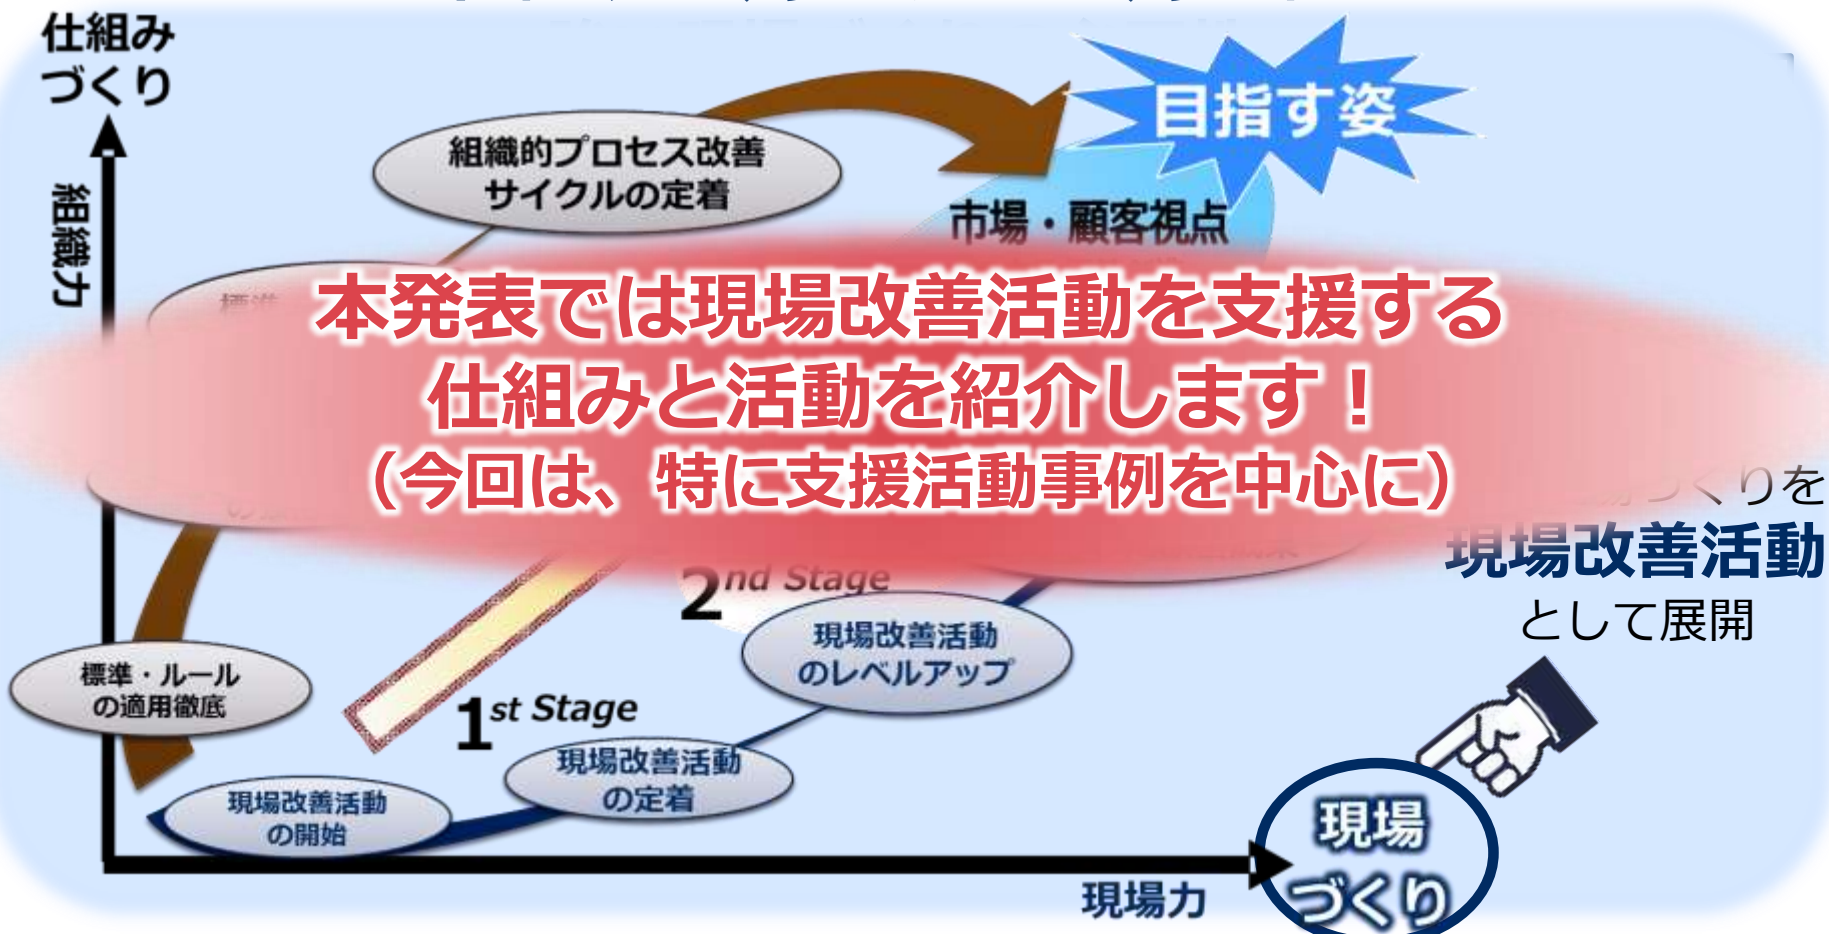 仕組み
づくり
目指す姿
組織的プロセス改善
サイクルの定着
組織力
市場・顧客視点
本発表では現場改善活動を支援する
仕組みと活動を紹介します！
（今回は、特に支援活動事例を中心に）
づくりを
現場改善活動
として展開
2nd Stage
現場改善活動
のレベルアップ
標準・ルール
の適用徹底
1st Stage
現場改善活動
の定着
現場改善活動
の開始
現場
づくり
現場力